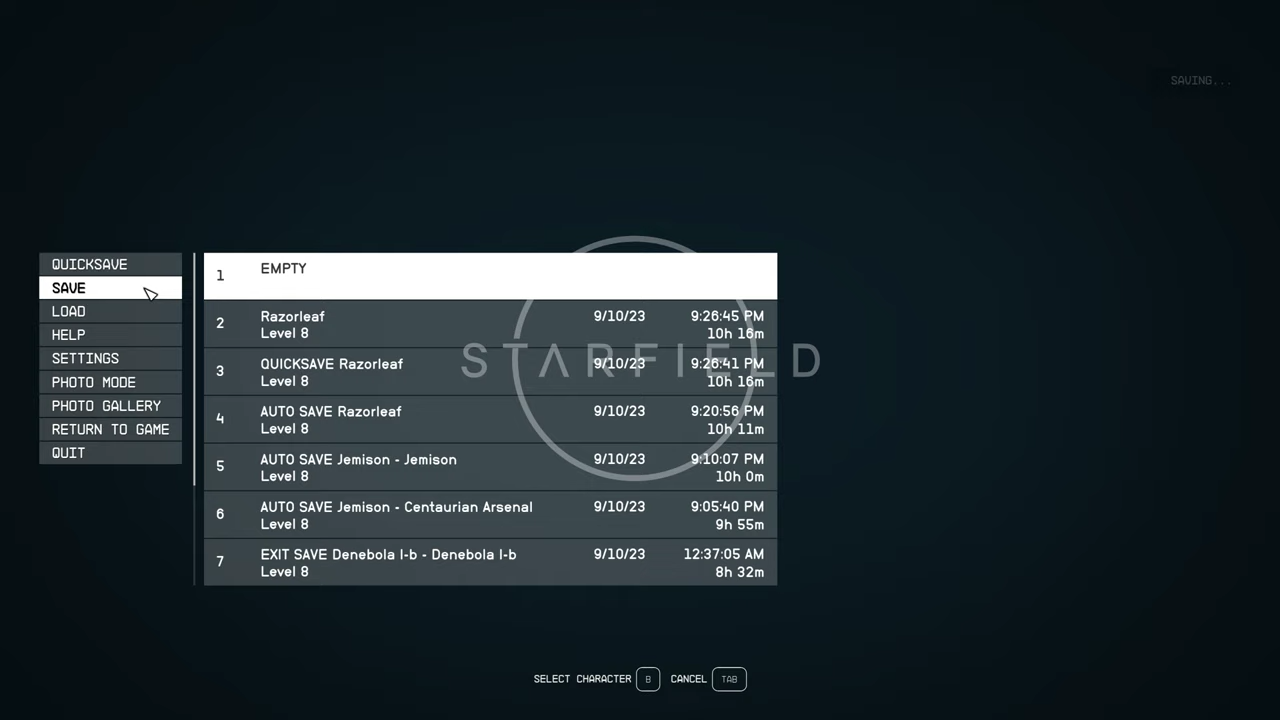 SAVING...
QUICKSAVE
SAVE
LOAD
HELP
SETTINGS
PHOTO MODE
PHOTO GALLERY
RETURN TO GAME
QUIT
1 EMPTY
2 Razorleaf 9/10/23 9:26:45 PM
Level 8 10h 16m
3 QUICKSAVE Razorleaf 9/10/23 9:26:41 PM
Level 8 10h 16m
4 AUTO SAVE Razorleaf 9/10/23 9:20:56 PM
Level 8 10h 11m
5 AUTO SAVE Jemison - Jemison 9/10/23 9:10:07 PM
Level 8 10h 0m
6 AUTO SAVE Jemison - Centaurian Arsenal 9/10/23 9:05:40 PM
Level 8 9h 55m
7 EXIT SAVE Denebola I-b - Denebola I-b 9/10/23 12:37:05 AM
Level 8 8h 32m
STARFIELD
SELECT CHARACTER B CANCEL TAB